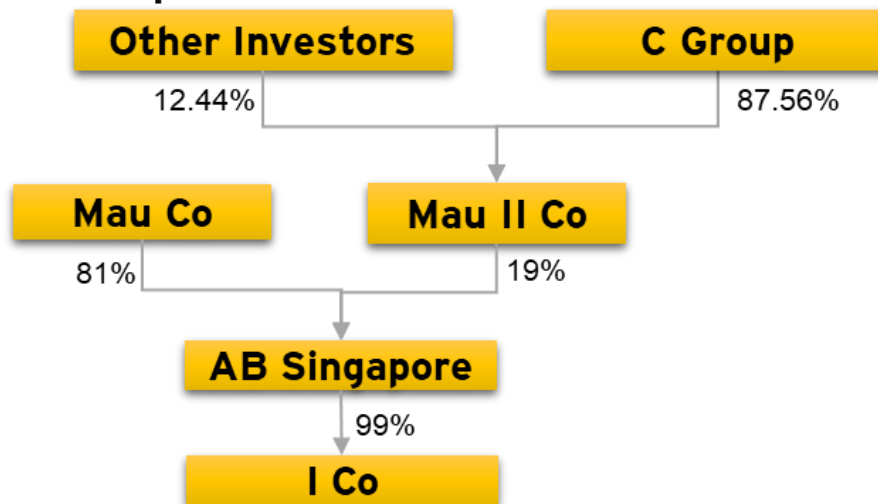 Other Investors
C Group
12.44%
87.56%
Mau Co
Mau II Co
81%
19%
AB Singapore
99%
I Co